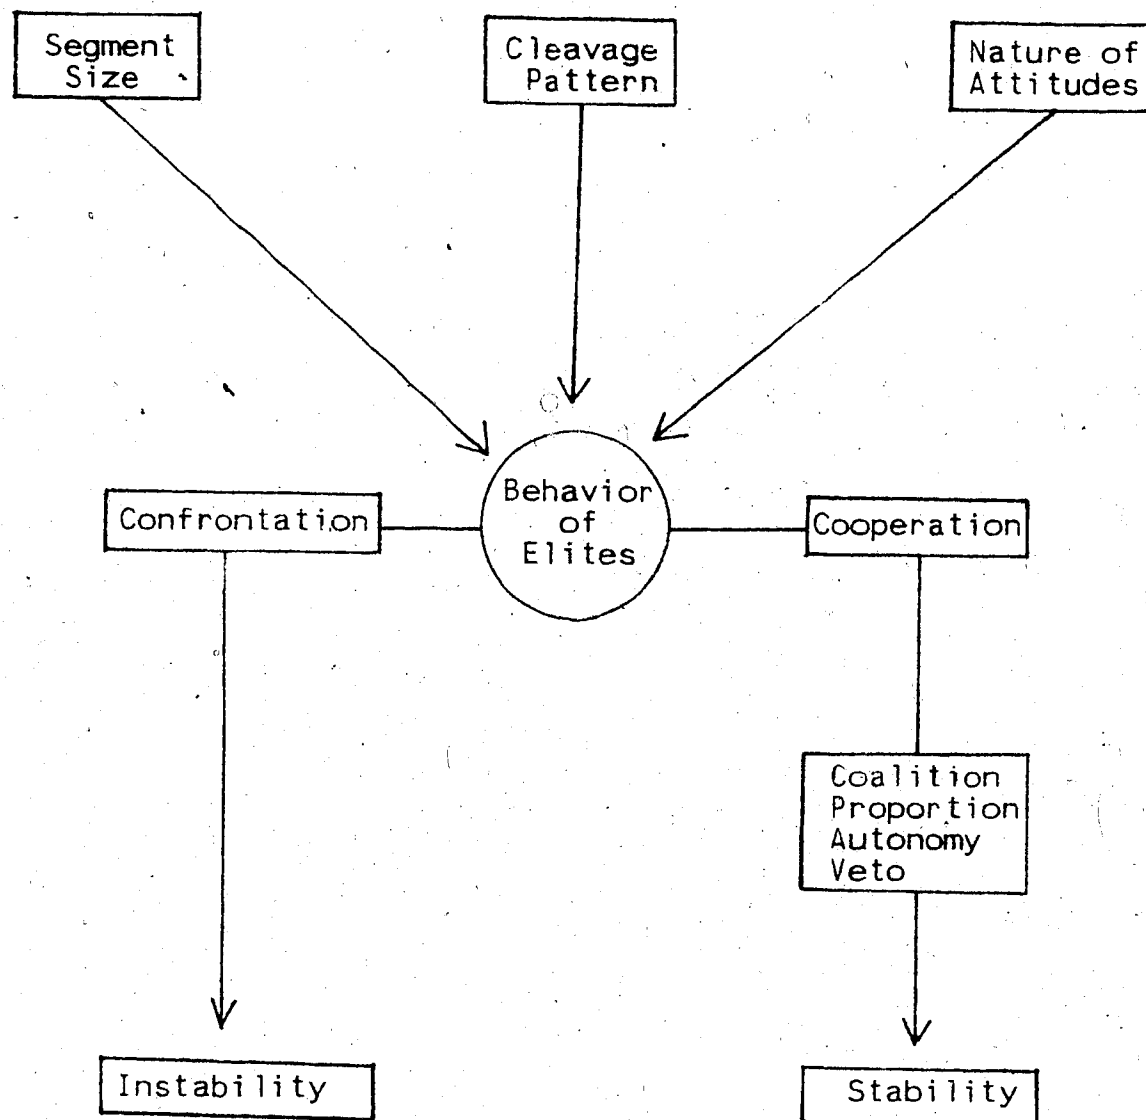 Segment
Size
Cleavage
Pattern
Nature of
Attitudes
Behavior
of
Elites
Confrontation
Cooperation
Coalition
Proportion
Autonomy
Veto
Instability
Stability